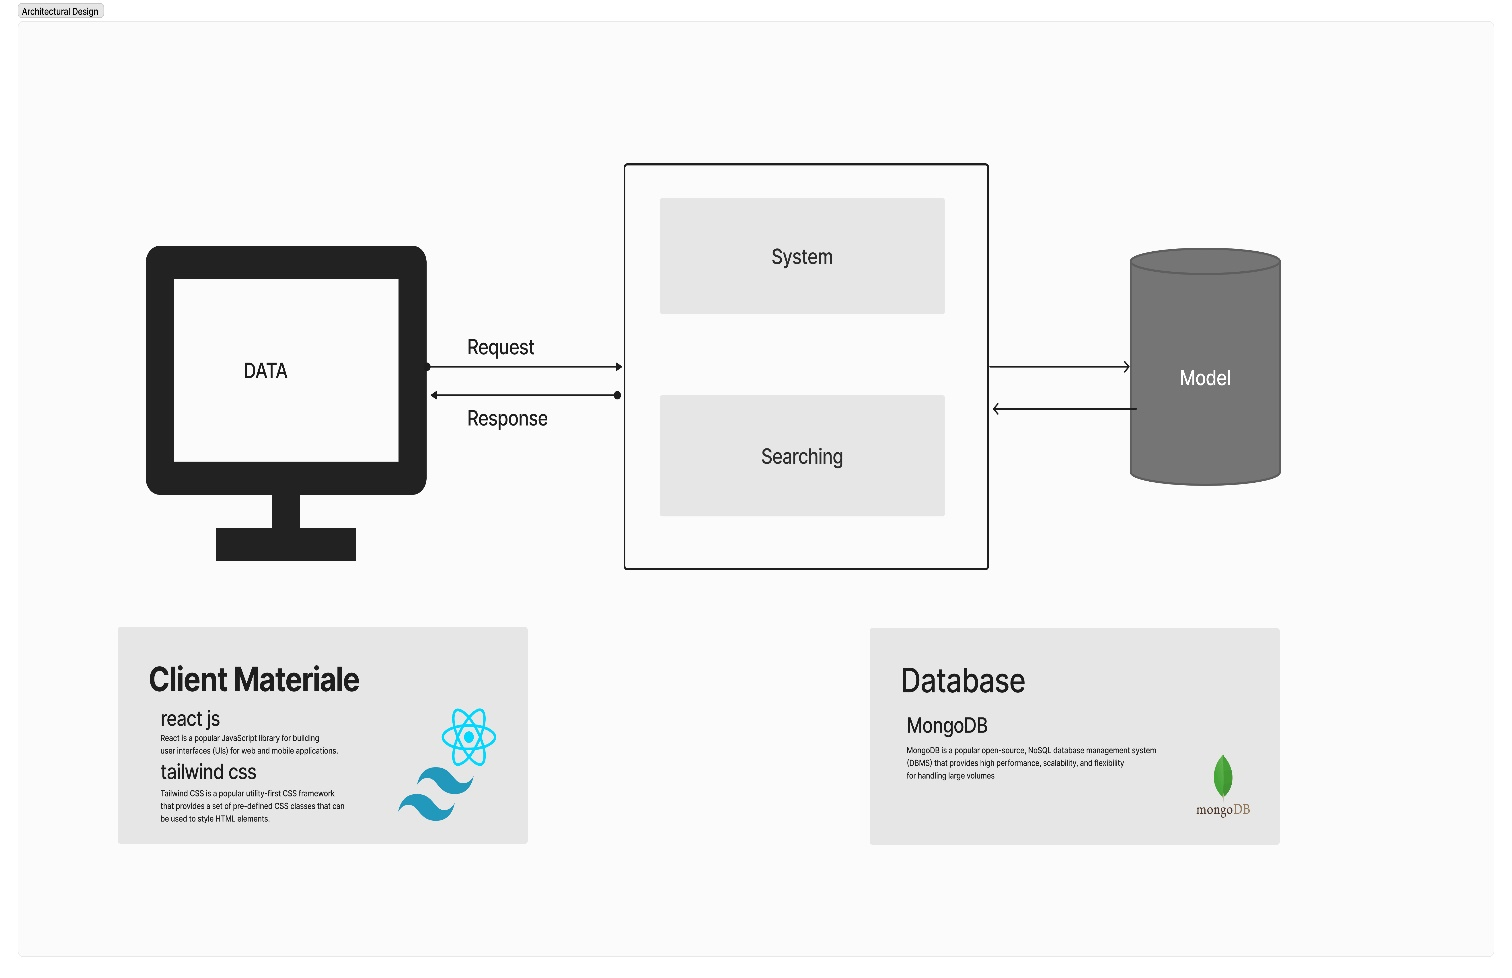 Architectural Design
System
DATA
Request
Response
Searching
Model
Client Materiale
react js
React is a popular JavaScript library for building
user interfaces (UIs) for web and mobile applications.
tailwind css
Tailwind CSS is a popular utility-first CSS framework
that provides a set of pre-defined CSS classes that can
be used to style HTML elements.
Database
MongoDB
MongoDB is a popular open-source, NoSQL database management system
(DBMS) that provides high performance, scalability, and flexibility
for handling large volumes
mongoDB